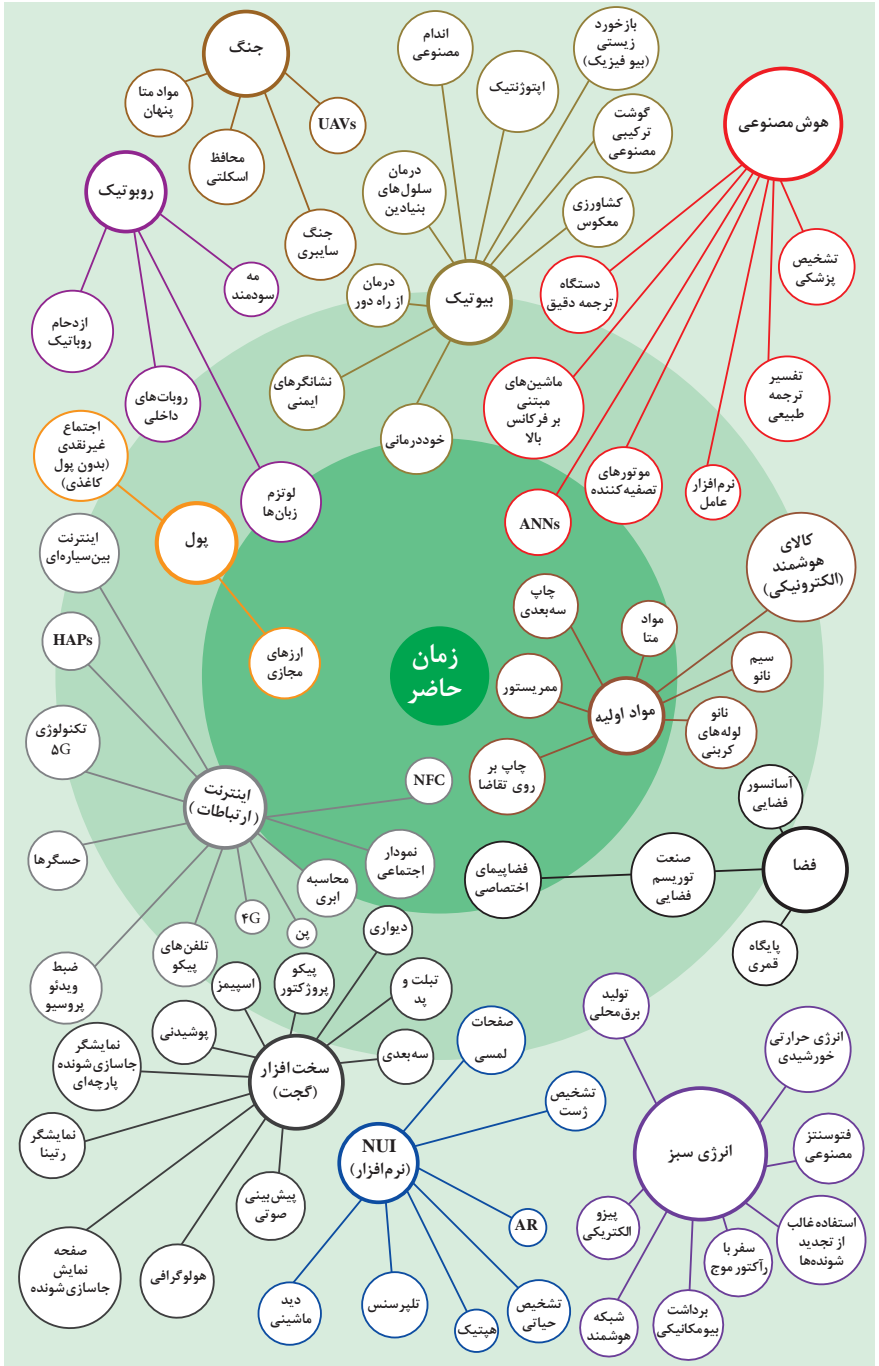 جنگ
مواد متا
پنهان
محافظ
اسکلتی
UAVs
جنگ
سایبری
روبوتیک
مه
سودمند
ازدحام
روباتیک
روبات‌های
داخلی
لوتزم
زبان‌ها
اندام
مصنوعی
بازخورد
زیستی
(بیو فیزیک)
اپتوژنتیک
گوشت
ترکیبی
مصنوعی
درمان
سلول‌های
بنیادین
کشاورزی
معکوس
بیوتیک
درمان
از راه دور
نشانگرهای
ایمنی
خوددرمانی
هوش مصنوعی
تشخیص
پزشکی
دستگاه
ترجمه دقیق
تفسیر
ترجمه
طبیعی
ماشین‌های
مبتنی
بر فرکانس
بالا
موتورهای
تصفیه‌کننده
نرم‌افزار
عامل
ANNs
اجتماع
غیرنقدی
(بدون پول
کاغذی)
پول
ارزهای
مجازی
زمان
حاضر
کالای
هوشمند
(الکترونیکی)
چاپ
سه‌بعدی
مواد
متا
سیم
نانو
ممریستور
مواد اولیه
نانو
لوله‌های
کربنی
چاپ بر
روی تقاضا
اینترنت
بین‌سیاره‌ای
HAPs
تکنولوژی
۵G
اینترنت
(ارتباطات)
NFC
حسگرها
نمودار
اجتماعی
محاسبه
ابری
۴G
پن
تلفن‌های
پیکو
ضبط
ویدئو
پروسیو
آسانسور
فضایی
فضا
صنعت
توریسم
فضایی
فضاپیمای
اختصاصی
پایگاه
قمری
دیواری
پیکو
پروژکتور
اسپیمز
تبلت و
پد
پوشیدنی
سه‌بعدی
نمایشگر
جاسازی‌شونده
پارچه‌ای
سخت‌افزار
(گجت)
نمایشگر
رتینا
پیش‌بینی
صوتی
صفحه
نمایش
جاسازی‌شونده
هولوگرافی
صفحات
لمسی
تشخیص
ژست
NUI
(نرم‌افزار)
AR
تشخیص
حیاتی
هپتیک
تلپرسنس
دید
ماشینی
تولید
برق‌محلی
انرژی حرارتی
خورشیدی
انرژی سبز
فتوسنتز
مصنوعی
پیزو
الکتریکی
استفاده غالب
از تجدید
شونده‌ها
سفر با
رآکتور موج
شبکه
هوشمند
برداشت
بیومکانیکی